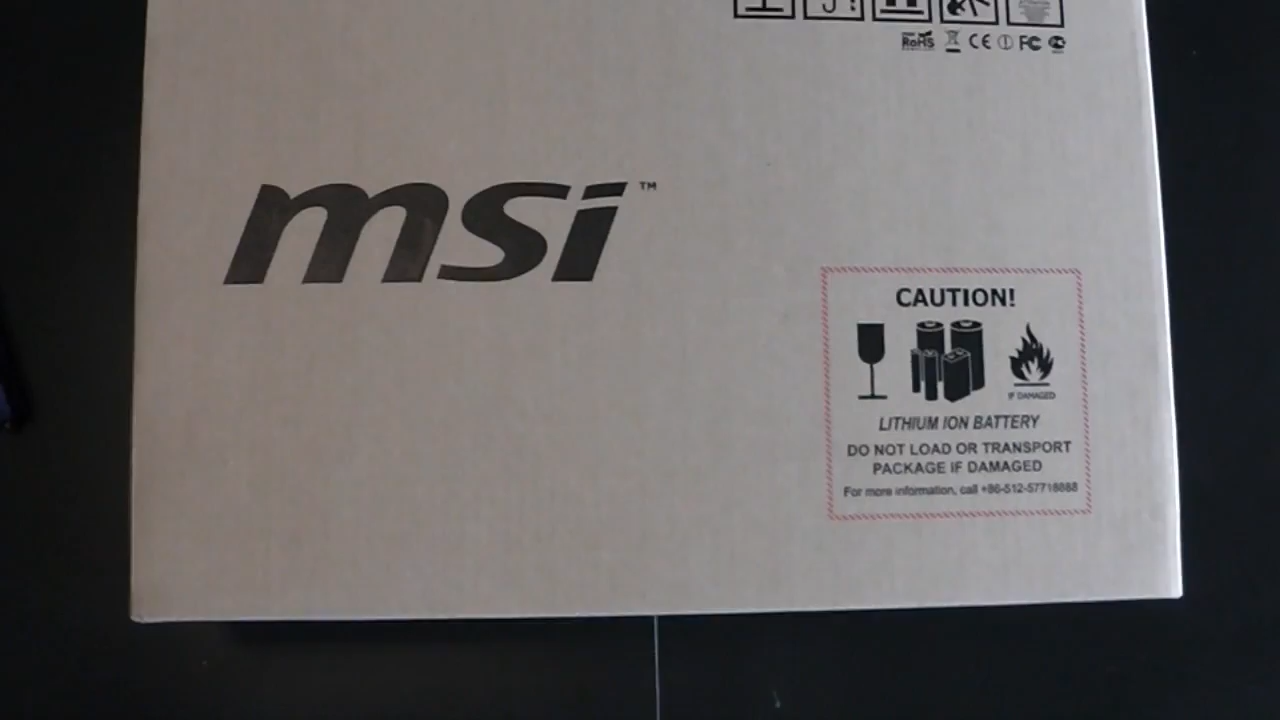 RoHS CE FC
msi™
CAUTION!
IF DAMAGED
LITHIUM ION BATTERY
DO NOT LOAD OR TRANSPORT
PACKAGE IF DAMAGED
For more information, call +86-512-57718888